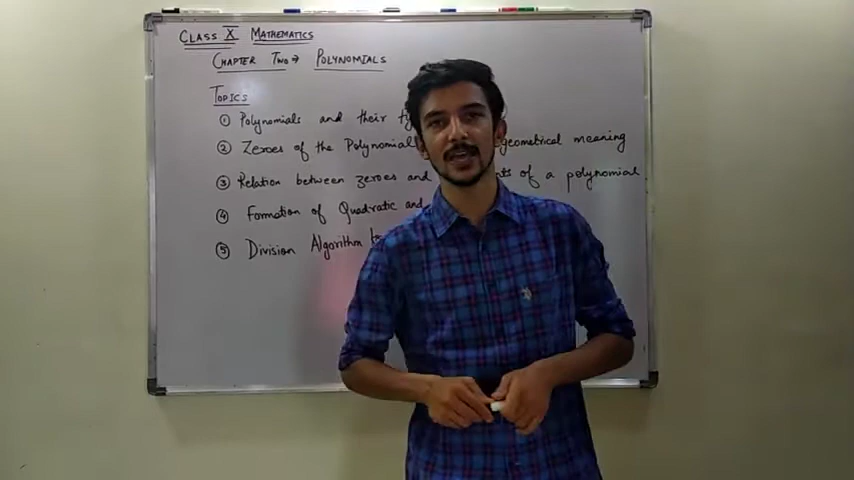 CLASS X MATHEMATICS
CHAPTER TWO → POLYNOMIALS
TOPICS
① Polynomials and their
② Zeroes of the Polynomial geometrical meaning
③ Relation between zeroes and of a polynomial
④ Formation of Quadratic and
⑤ Division Algorithm